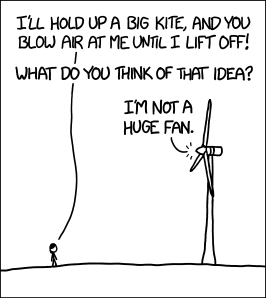 I'LL HOLD UP A BIG KITE, AND YOU
BLOW AIR AT ME UNTIL I LIFT OFF!
WHAT DO YOU THINK OF THAT IDEA?
I'M NOT A
HUGE FAN.